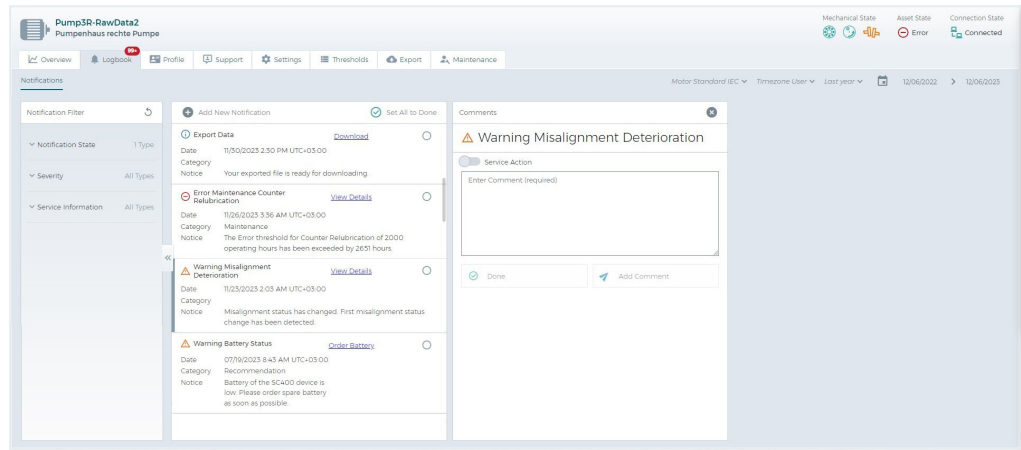 Pump3R-RawData2
Pumpenhaus rechte Pumpe
Mechanical State
Asset State
Error
Connection State
Connected
Overview
Logbook
99+
Profile
Support
Settings
Thresholds
Export
Maintenance
Notifications
Motor Standard IEC
Timezone User
Last year
12/06/2022 > 12/06/2023
Notification Filter
Notification State 1 Type
Severity All Types
Service Information All Types
Add New Notification
Set All to Done
Export Data Download
Date 11/30/2023 2:30 PM UTC+03:00
Category
Notice Your exported file is ready for downloading.
Error Maintenance Counter
Relubrication
View Details
Date 11/26/2023 3:36 AM UTC+03:00
Category Maintenance
Notice The Error threshold for Counter Relubrication of 2000
operating hours has been exceeded by 2651 hours.
Warning Misalignment
Deterioration
View Details
Date 11/23/2023 2:03 AM UTC+03:00
Category
Notice Misalignment status has changed. First misalignment status
change has been detected.
Warning Battery Status Order Battery
Date 07/19/2023 8:43 AM UTC+03:00
Category Recommendation
Notice Battery of the SC400 device is
low. Please order spare battery
as soon as possible.
Comments
Warning Misalignment Deterioration
Service Action
Enter Comment (required)
Done
Add Comment